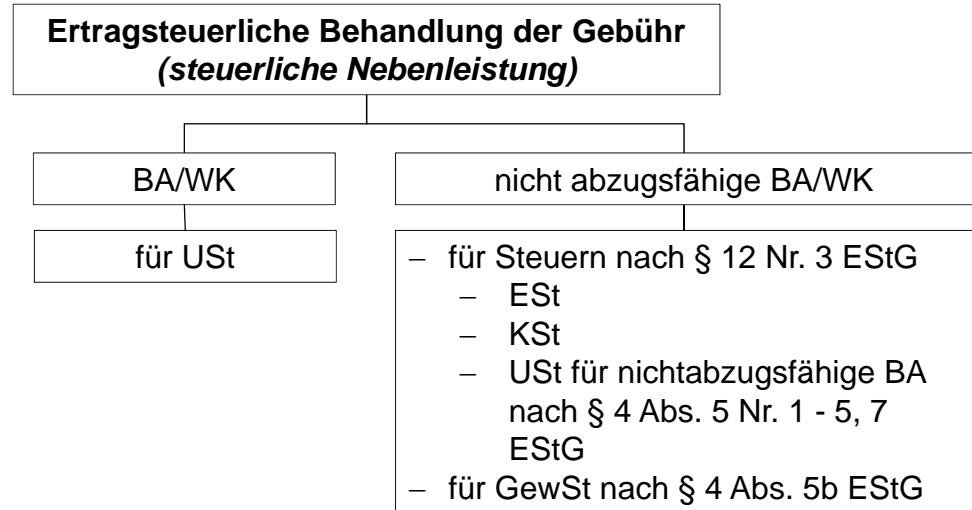 Ertragsteuerliche Behandlung der Gebühr
(steuerliche Nebenleistung)
BA/WK
nicht abzugsfähige BA/WK
für USt
– für Steuern nach § 12 Nr. 3 EStG
– ESt
– KSt
– USt für nichtabzugsfähige BA
nach § 4 Abs. 5 Nr. 1 - 5, 7
EStG
– für GewSt nach § 4 Abs. 5b EStG